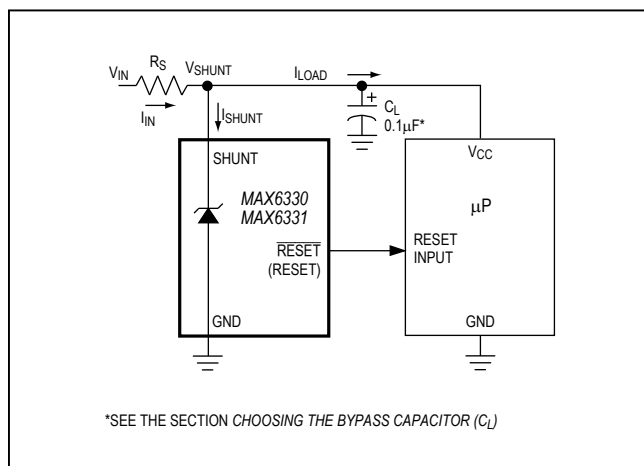 V_IN
R_S
V_SHUNT
I_LOAD
I_IN
I_SHUNT
+
C_L
0.1µF*
SHUNT
V_CC
MAX6330
MAX6331
µP
RESET
(RESET)
RESET
INPUT
GND
GND
*SEE THE SECTION CHOOSING THE BYPASS CAPACITOR (C_L)